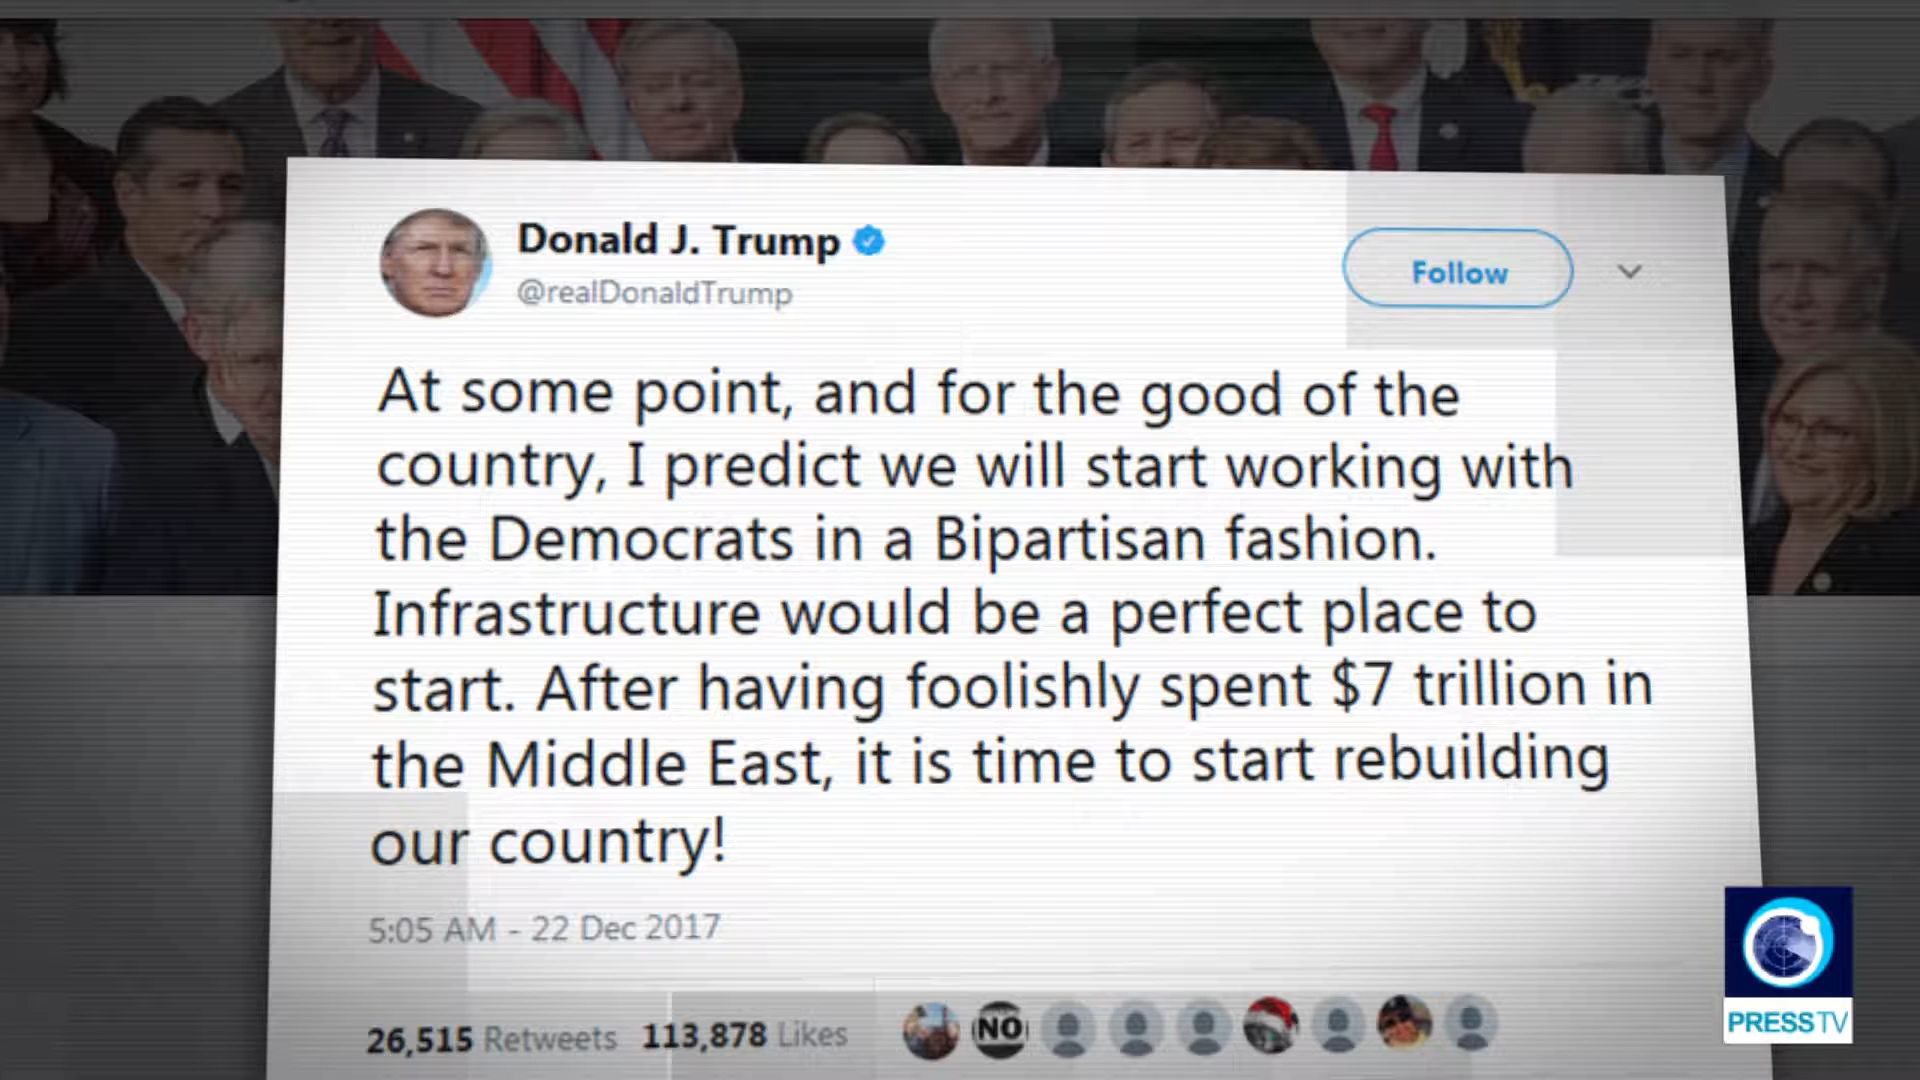 Donald J. Trump
@realDonaldTrump
Follow
At some point, and for the good of the
country, I predict we will start working with
the Democrats in a Bipartisan fashion.
Infrastructure would be a perfect place to
start. After having foolishly spent $7 trillion in
the Middle East, it is time to start rebuilding
our country!
5:05 AM - 22 Dec 2017
26,515 Retweets 113,878 Likes
NO
PRESSTV